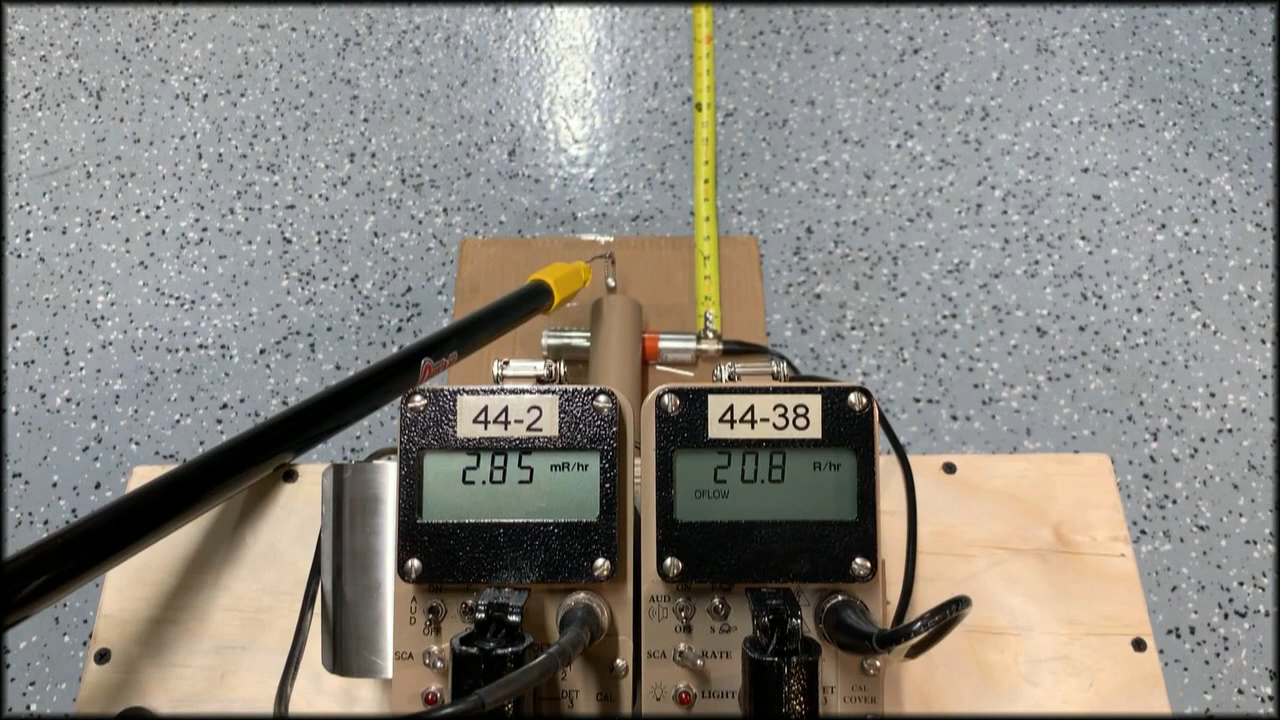 44-2
44-38
2.85 mR/hr
20.8 R/hr
OFLOW
ON
AUD
OFF
SCA
DET
3
CAL
ON
AUD
OFF
S
SCA RATE
LIGHT
CAL
COVER